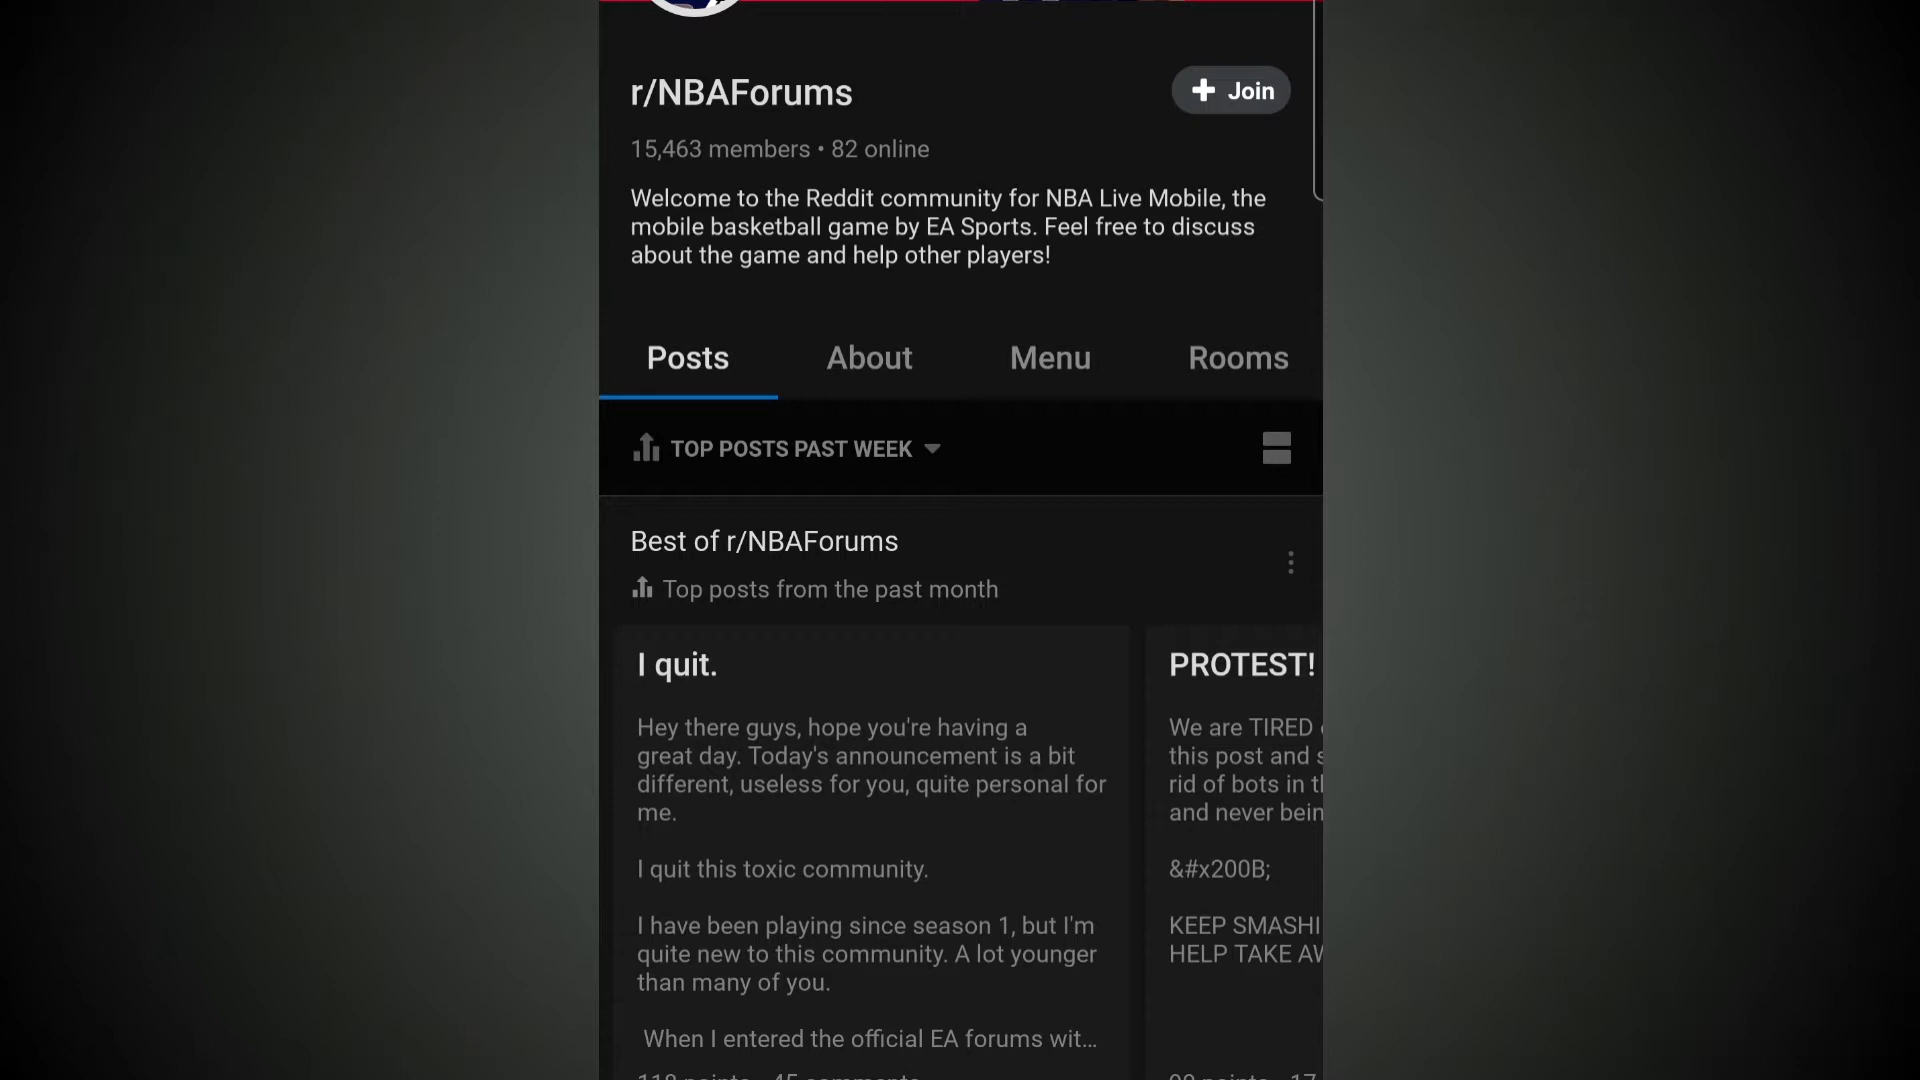 r/NBAForums
Join
15,463 members • 82 online
Welcome to the Reddit community for NBA Live Mobile, the
mobile basketball game by EA Sports. Feel free to discuss
about the game and help other players!
Posts About Menu Rooms
TOP POSTS PAST WEEK
Best of r/NBAForums
Top posts from the past month
I quit.
Hey there guys, hope you're having a
great day. Today's announcement is a bit
different, useless for you, quite personal for
me.
I quit this toxic community.
I have been playing since season 1, but I'm
quite new to this community. A lot younger
than many of you.
When I entered the official EA forums wit...
PROTEST!
We are TIRED
this post and
rid of bots in
and never
&#x200B;
KEEP
HELP TAKE